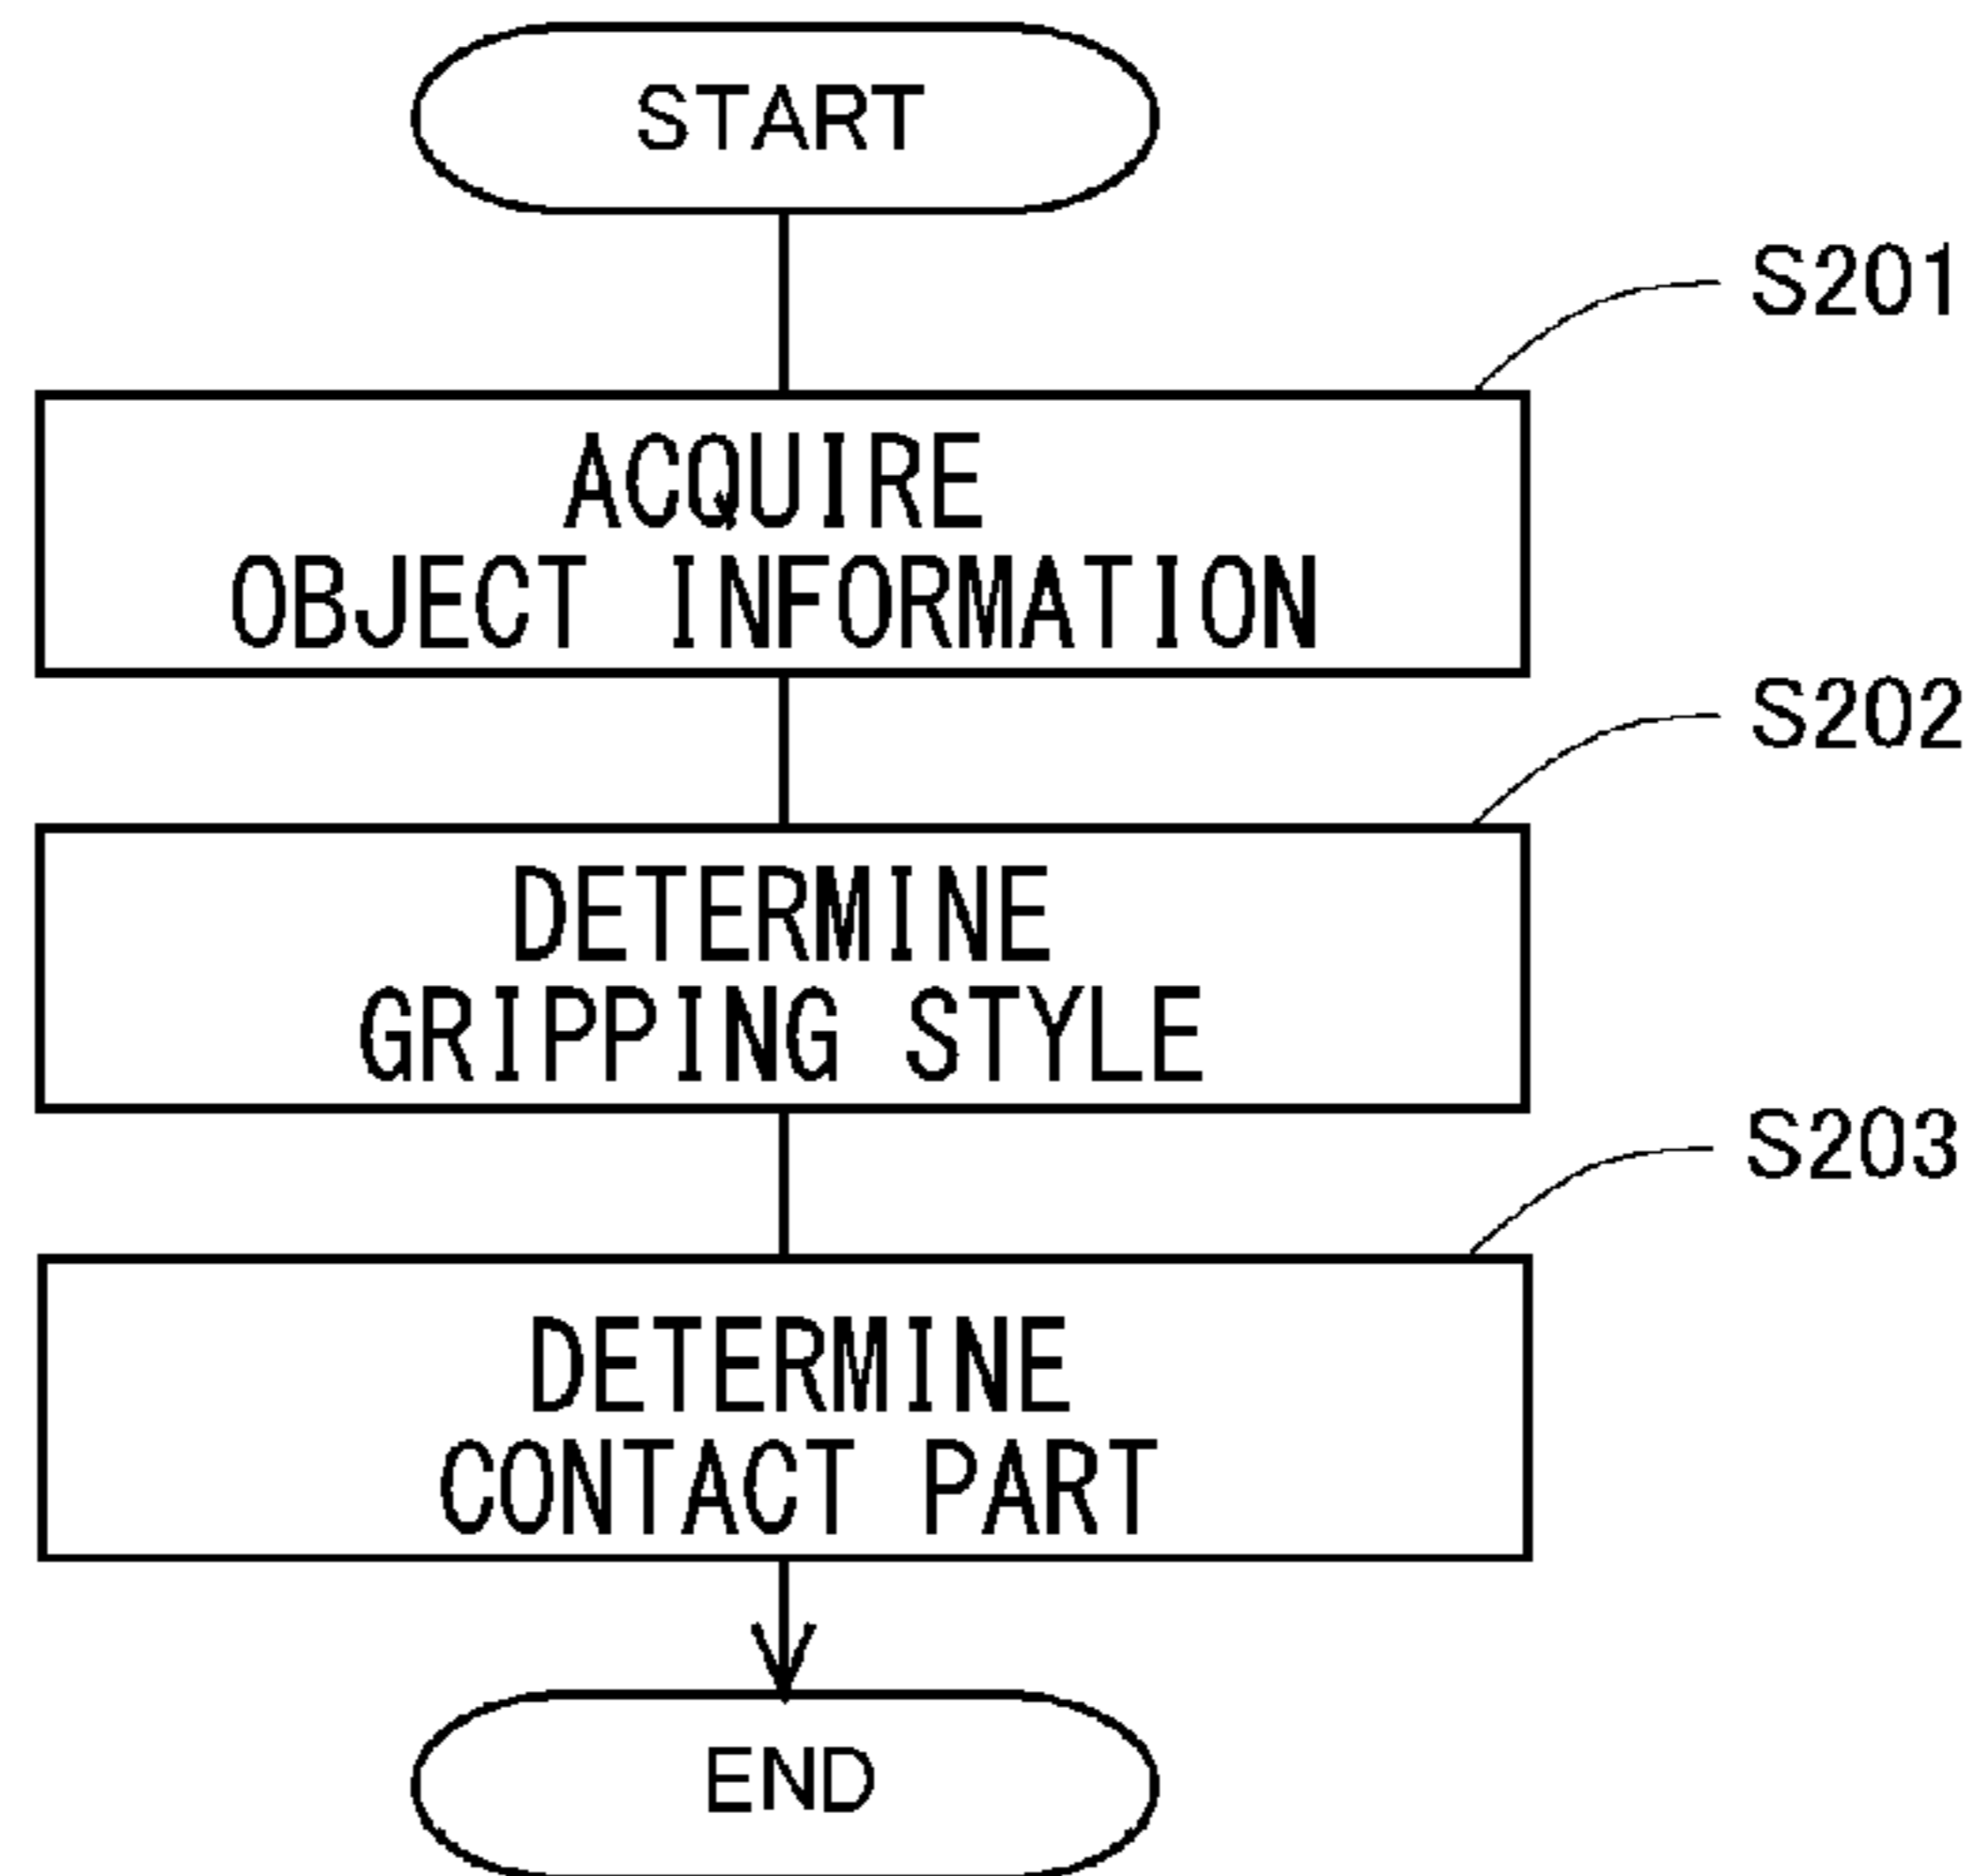 START
S201
ACQUIRE
OBJECT INFORMATION
S202
DETERMINE
GRIPPING STYLE
S203
DETERMINE
CONTACT PART
END